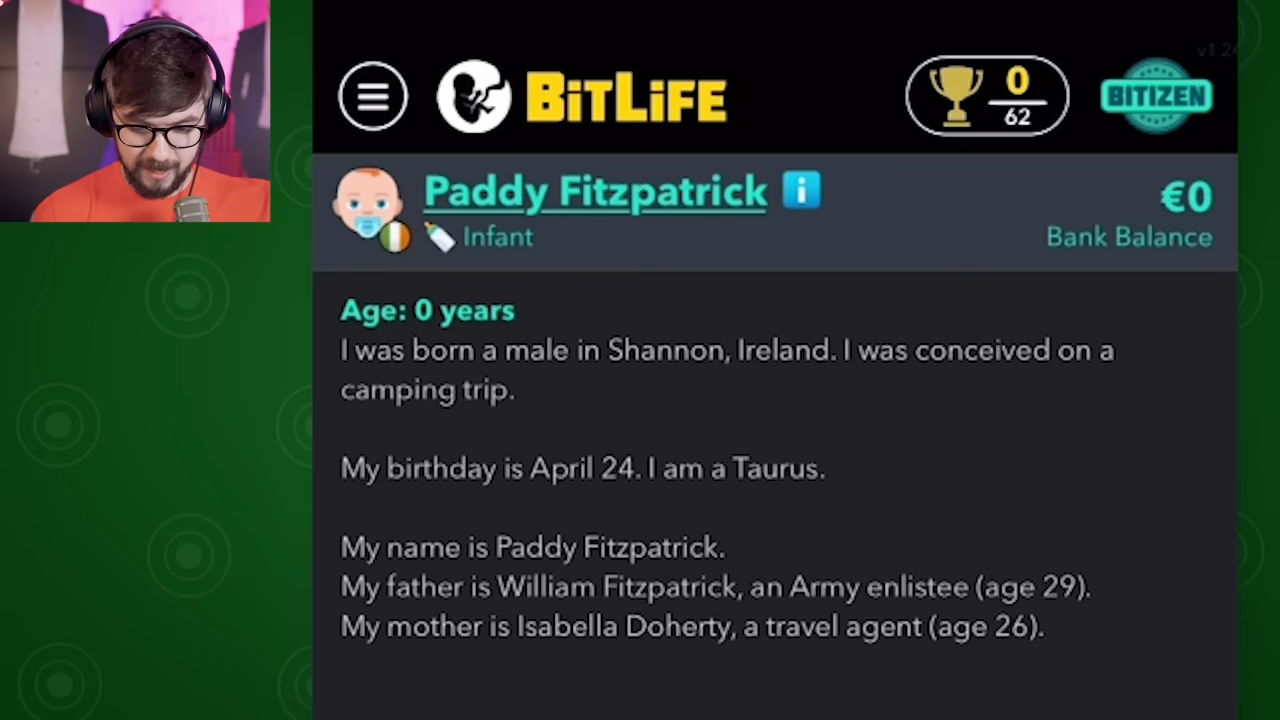 v1.24
BITLIFE
0
62
BITIZEN
Paddy Fitzpatrick i
€0
Infant
Bank Balance
Age: 0 years
I was born a male in Shannon, Ireland. I was conceived on a
camping trip.
My birthday is April 24. I am a Taurus.
My name is Paddy Fitzpatrick.
My father is William Fitzpatrick, an Army enlistee (age 29).
My mother is Isabella Doherty, a travel agent (age 26).